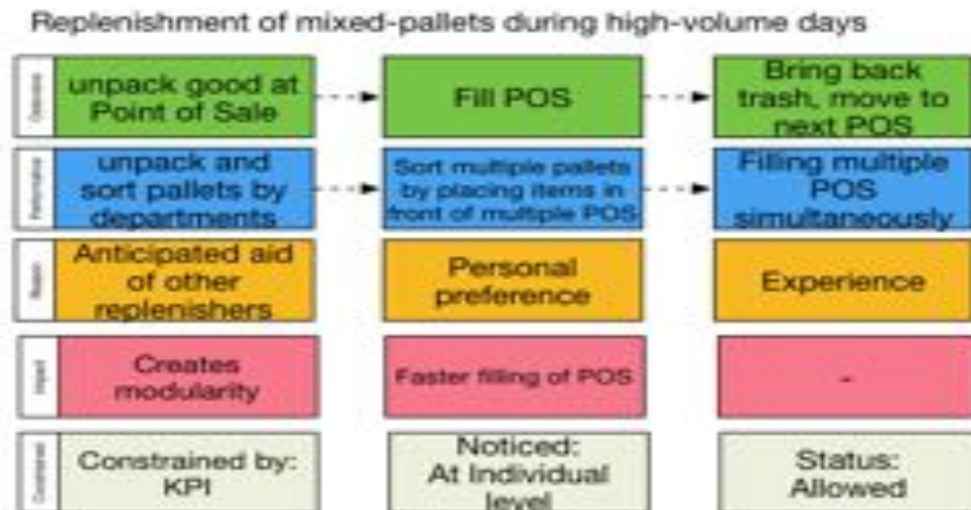 Replenishment of mixed-pallets during high-volume days
unpack good at
Point of Sale
Fill POS
Bring back
trash, move to
next POS
unpack and
sort pallets by
departments
Sort multiple pallets
by placing items in
front of multiple POS
Filling multiple
POS
simultaneously
Reason
Anticipated aid
of other
replenishers
Personal
preference
Experience
Impact
Creates
modularity
Faster filling of POS
-
Constrained by:
KPI
Noticed:
At Individual
level
Status:
Allowed